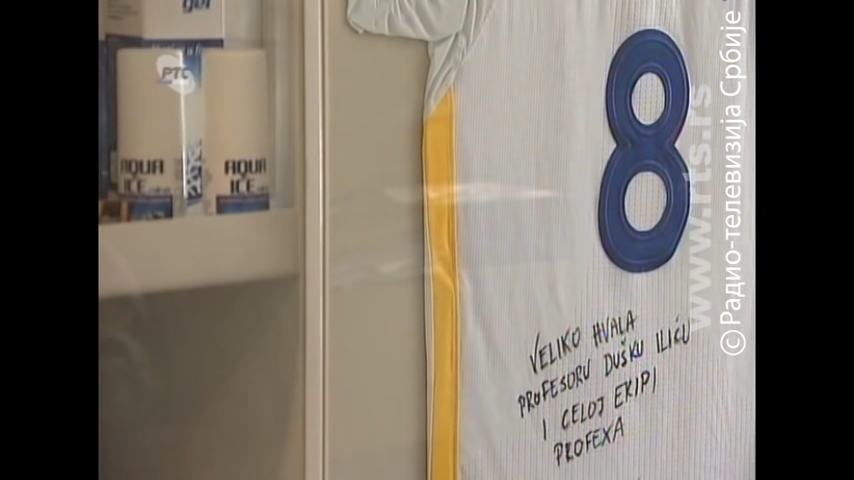 gel
РТС
AQUA
ICE
AQUA
ICE
8
VELIKO HVALA
PROFESORU DUŠKU ILIĆU
I CELOJ EKIPI
PROFEXA
www.rts.rs
©Радио-телевизија Србије